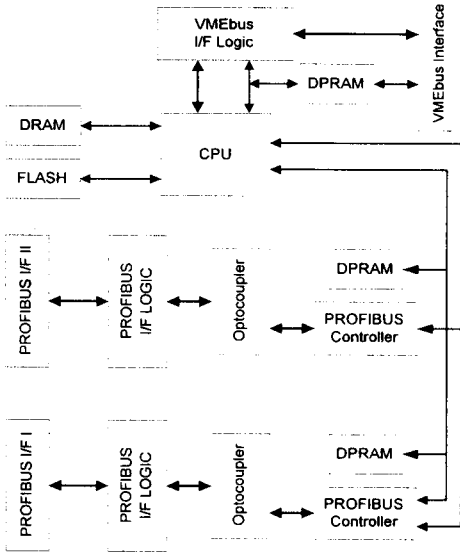 VMEbus
I/F Logic
VMEbus Interface
DPRAM
DRAM
CPU
FLASH
PROFIBUS I/F II
PROFIBUS
I/F LOGIC
Optocoupler
DPRAM
PROFIBUS
Controller
PROFIBUS I/F I
PROFIBUS
I/F LOGIC
Optocoupler
DPRAM
PROFIBUS
Controller